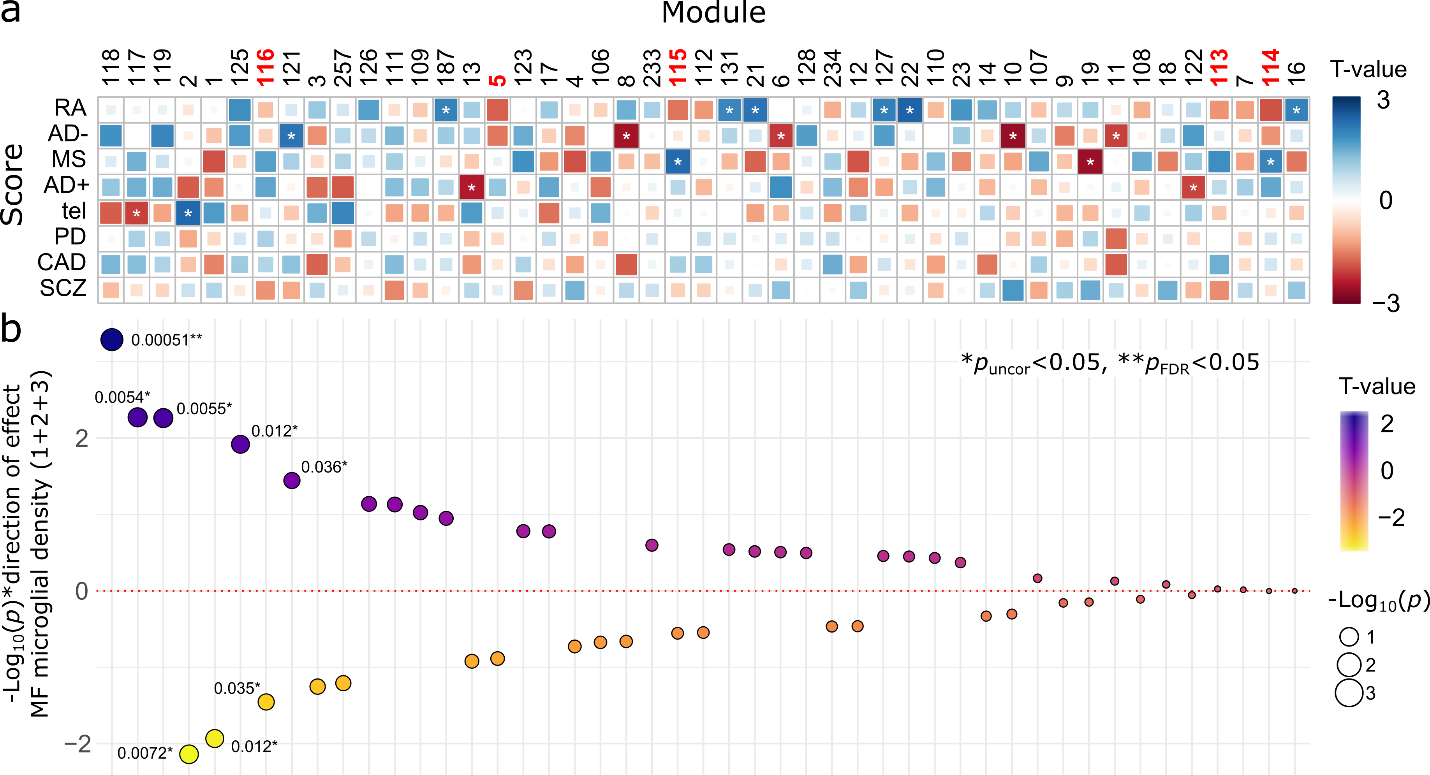 a
Module
118 117 119 2 1 125 116 121 3 257 126 111 109 187 13 5 123 17 4 106 8 233 115 112 131 21 6 128 234 12 127 22 110 23 14 10 107 9 19 11 108 18 122 113 7 114 16
Score
RA
AD-
MS
AD+
tel
PD
CAD
SCZ
* * * * * *
* * * * *
* * *
* *
* *
T-value
3
0
−3
b
-Log10(p)*direction of effect
MF microglial density (1+2+3)
2
0
−2
0.00051**
0.0054*
0.0055*
0.012*
0.036*
0.035*
0.0072*
0.012*
*puncor<0.05, **pFDR<0.05
T-value
2
0
−2
-Log10(p)
1
2
3